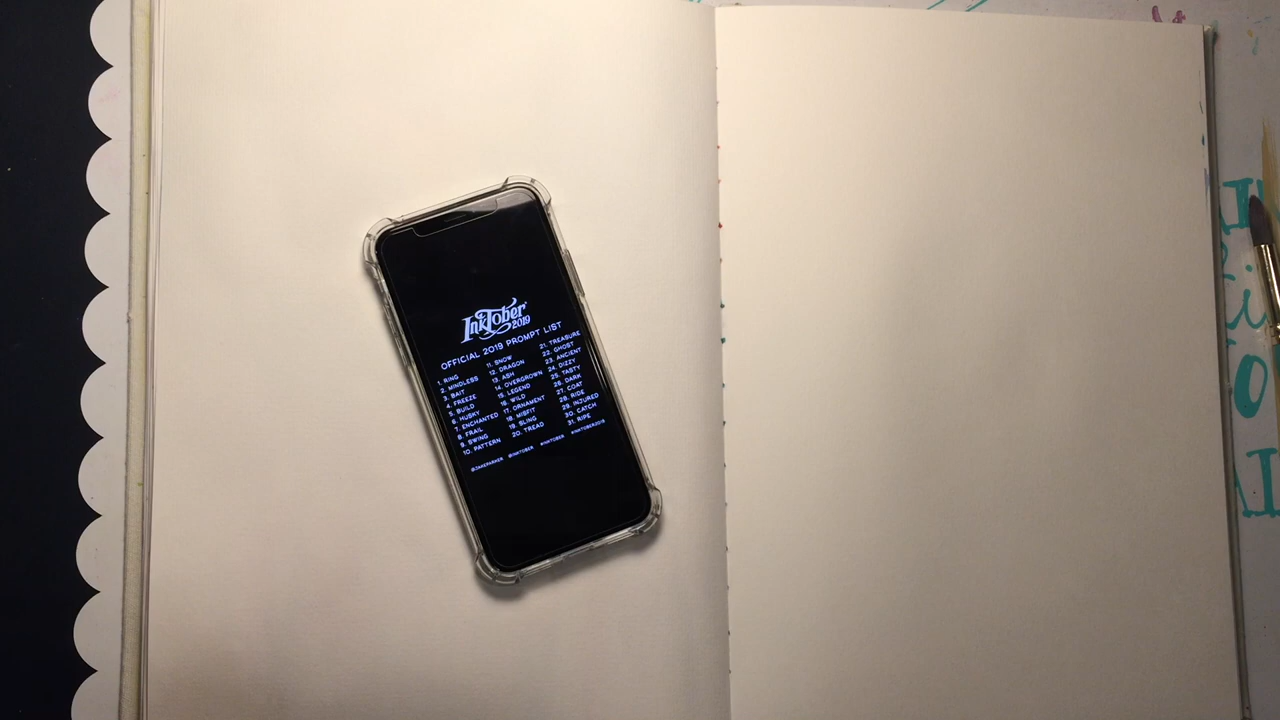 InkTober
2019
OFFICIAL 2019 PROMPT LIST
1. RING
2. MINDLESS
3. BAIT
4. FREEZE
5. BUILD
6. HUSKY
7. ENCHANTED
8. FRAIL
9. SWING
10. PATTERN
11. SNOW
12. DRAGON
13. ASH
14. OVERGROWN
15. LEGEND
16. WILD
17. ORNAMENT
18. MISFIT
19. SLING
20. TREAD
21. TREASURE
22. GHOST
23. ANCIENT
24. DIZZY
25. TASTY
26. DARK
27. COAT
28. RIDE
29. INJURED
30. CATCH
31. RIPE
@JAKEPARKER @INKTOBER #INKTOBER #INKTOBER2019